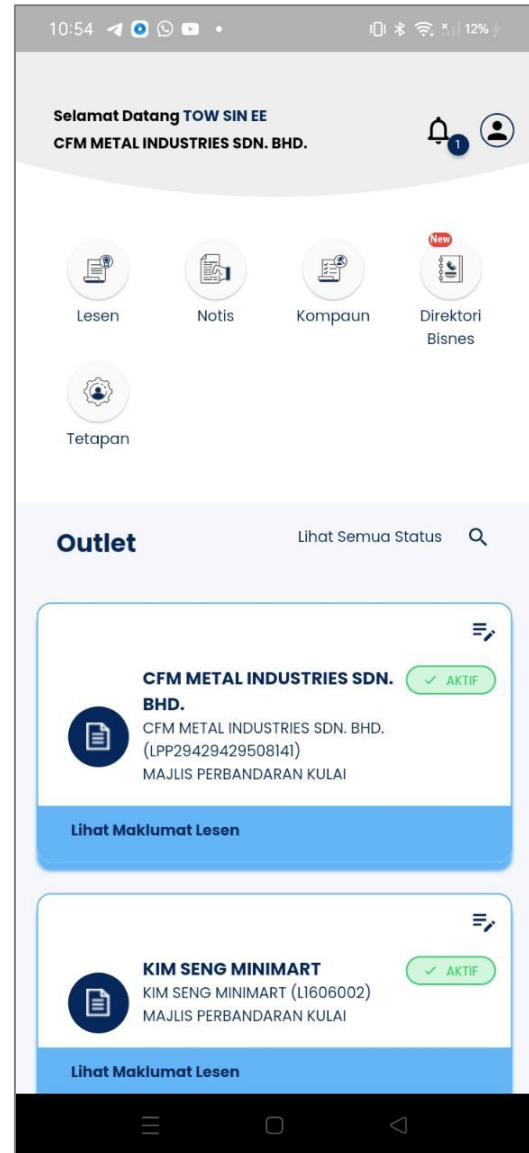 10:54
12%
Selamat Datang TOW SIN EE
CFM METAL INDUSTRIES SDN. BHD.
1
New
Lesen
Notis
Kompaun
Direktori
Bisnes
Tetapan
Outlet
Lihat Semua Status
CFM METAL INDUSTRIES SDN.
BHD.
AKTIF
CFM METAL INDUSTRIES SDN. BHD.
(LPP29429429508141)
MAJLIS PERBANDARAN KULAI
Lihat Maklumat Lesen
KIM SENG MINIMART
AKTIF
KIM SENG MINIMART (L1606002)
MAJLIS PERBANDARAN KULAI
Lihat Maklumat Lesen